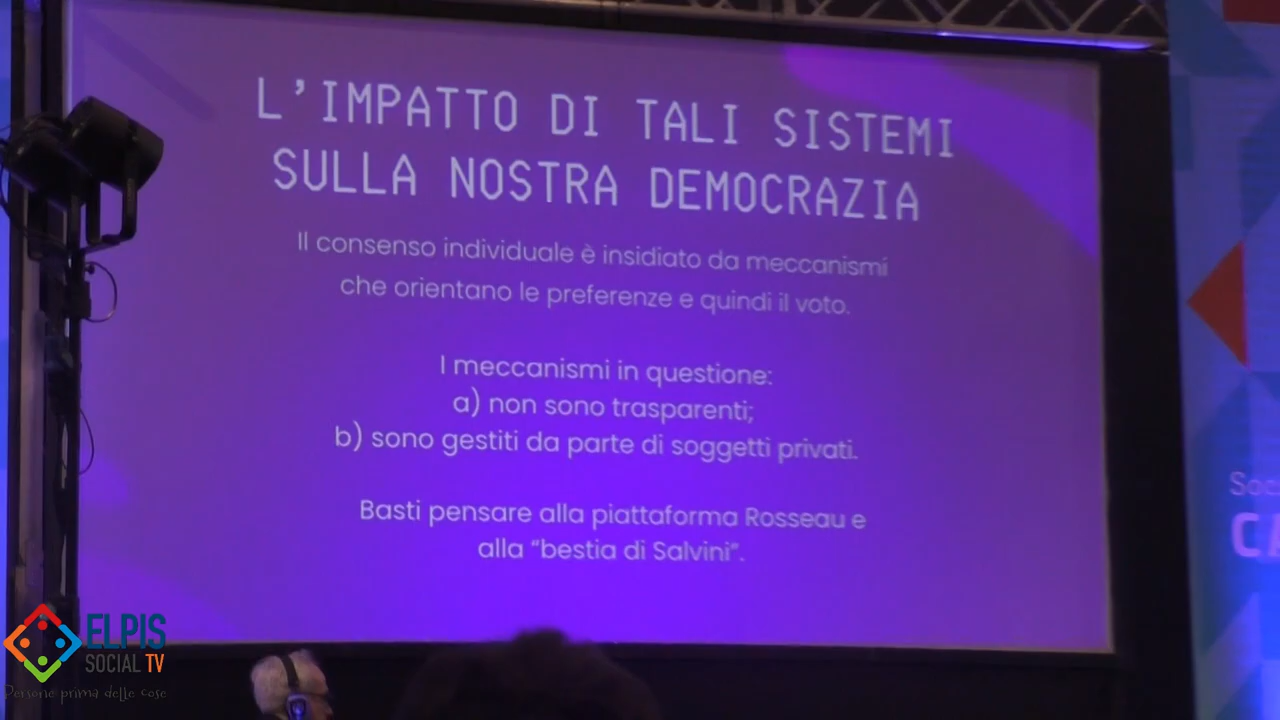 L'IMPATTO DI TALI SISTEMI
SULLA NOSTRA DEMOCRAZIA
Il consenso individuale è insidiato da meccanismi
che orientano le preferenze e quindi il voto.
I meccanismi in questione:
a) non sono trasparenti;
b) sono gestiti da parte di soggetti privati.
Basti pensare alla piattaforma Rosseau e
alla “bestia di Salvini”.
ELPIS
SOCIAL TV
Persone prima delle cose